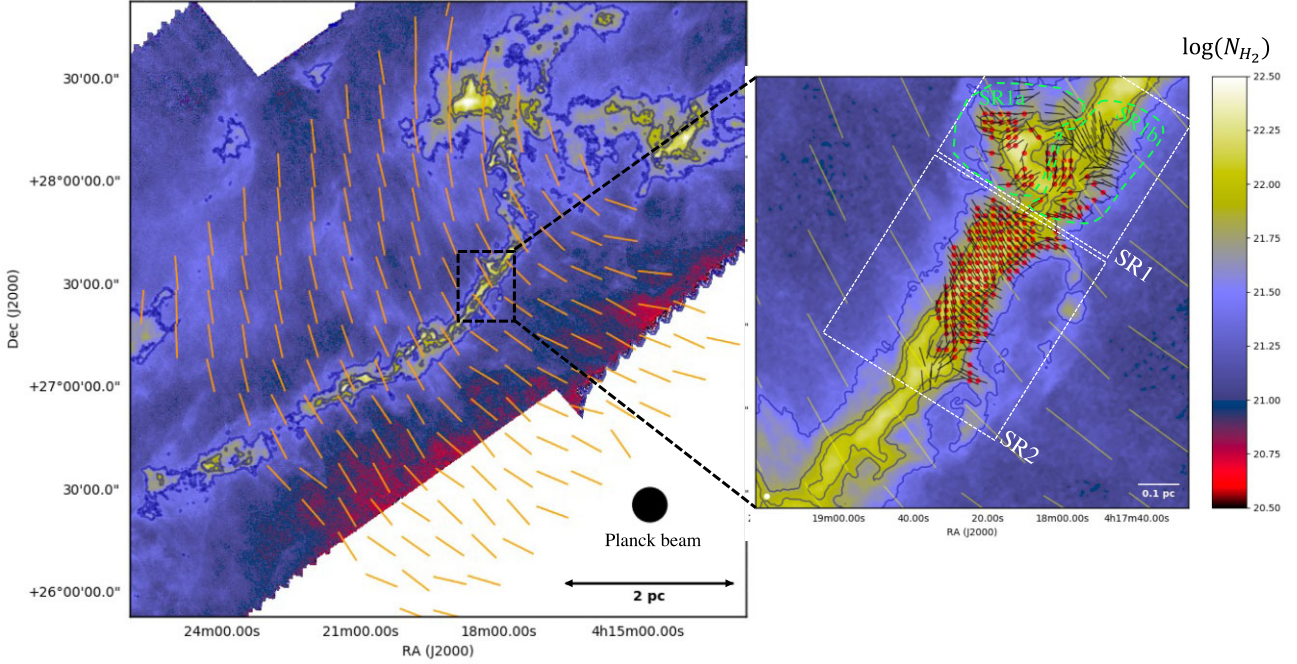 log(N_{H_2})
30'00.0"
+28°00'00.0"
30'00.0"
+27°00'00.0"
30'00.0"
+26°00'00.0"
Dec (J2000)
24m00.00s
21m00.00s
18m00.00s
4h15m00.00s
RA (J2000)
Planck beam
2 pc
SR1a
SR1b
SR1
SR2
0.1 pc
19m00.00s
40.00s
20.00s
18m00.00s
4h17m40.00s
RA (J2000)
22.50
22.25
22.00
21.75
21.50
21.25
21.00
20.75
20.50